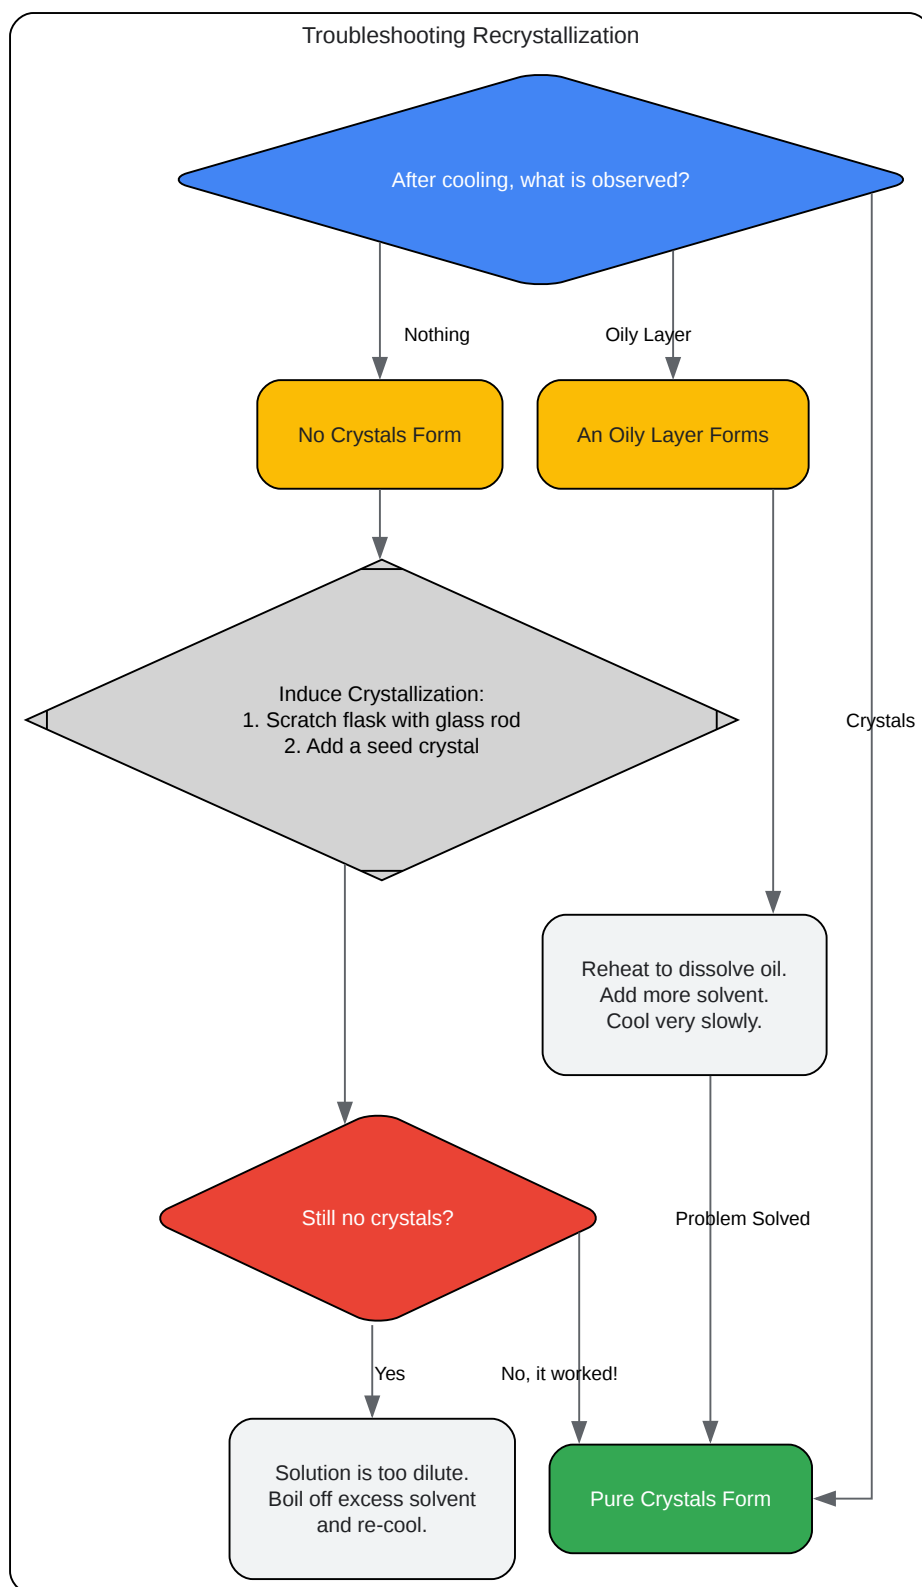 Troubleshooting Recrystallization
After cooling, what is observed?
Nothing
Oily Layer
No Crystals Form
An Oily Layer Forms
Induce Crystallization:
1. Scratch flask with glass rod
2. Add a seed crystal
Crystals
Reheat to dissolve oil.
Add more solvent.
Cool very slowly.
Still no crystals?
Problem Solved
Yes
No, it worked!
Solution is too dilute.
Boil off excess solvent
and re-cool.
Pure Crystals Form